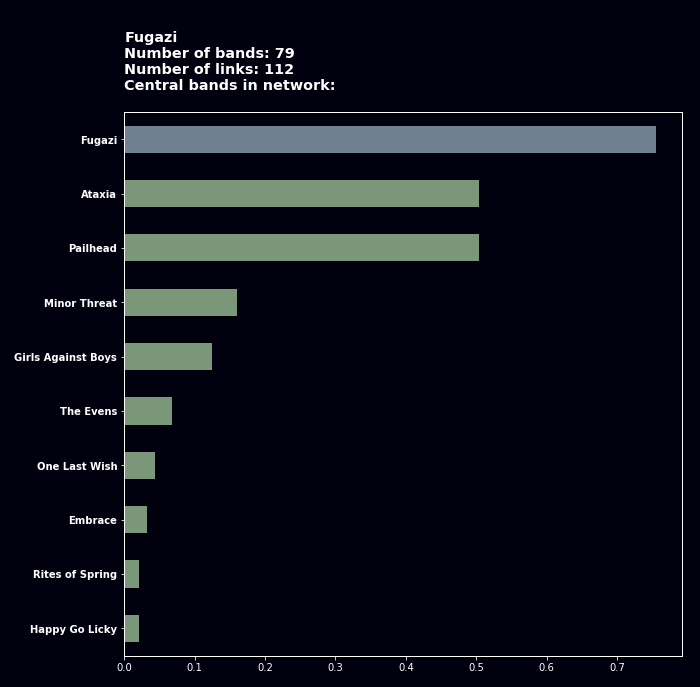 Fugazi
Number of bands: 79
Number of links: 112
Central bands in network:
Fugazi
Ataxia
Pailhead
Minor Threat
Girls Against Boys
The Evens
One Last Wish
Embrace
Rites of Spring
Happy Go Licky
0.0 0.1 0.2 0.3 0.4 0.5 0.6 0.7